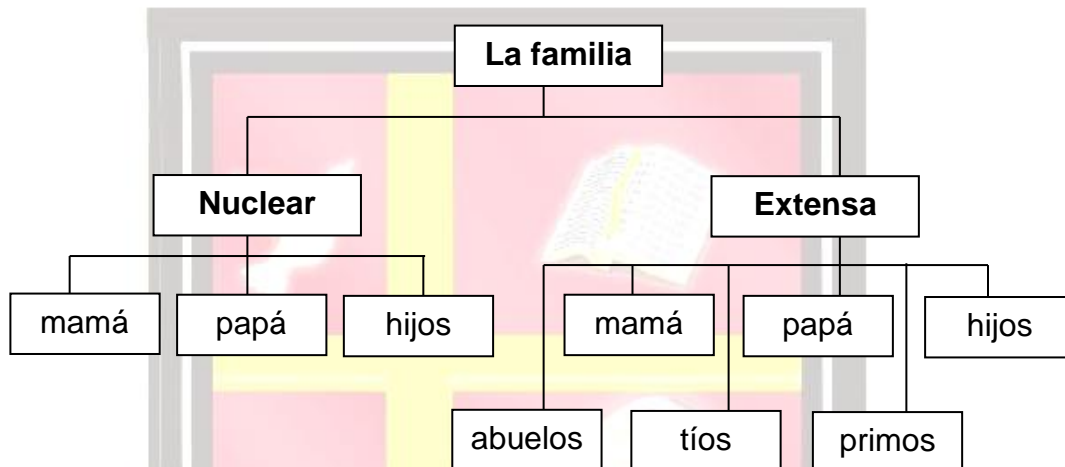 La familia
Nuclear
Extensa
mamá
papá
hijos
mamá
papá
hijos
abuelos
tíos
primos